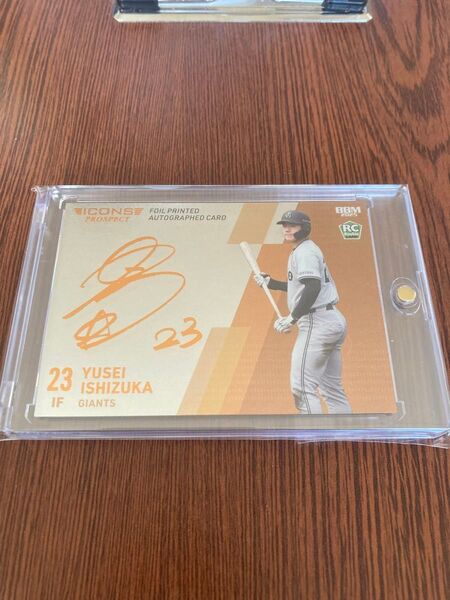 ICONS
PROSPECT
FOIL PRINTED
AUTOGRAPHED CARD
BBM
RC
23
23
YUSEI
ISHIZUKA
IF
GIANTS